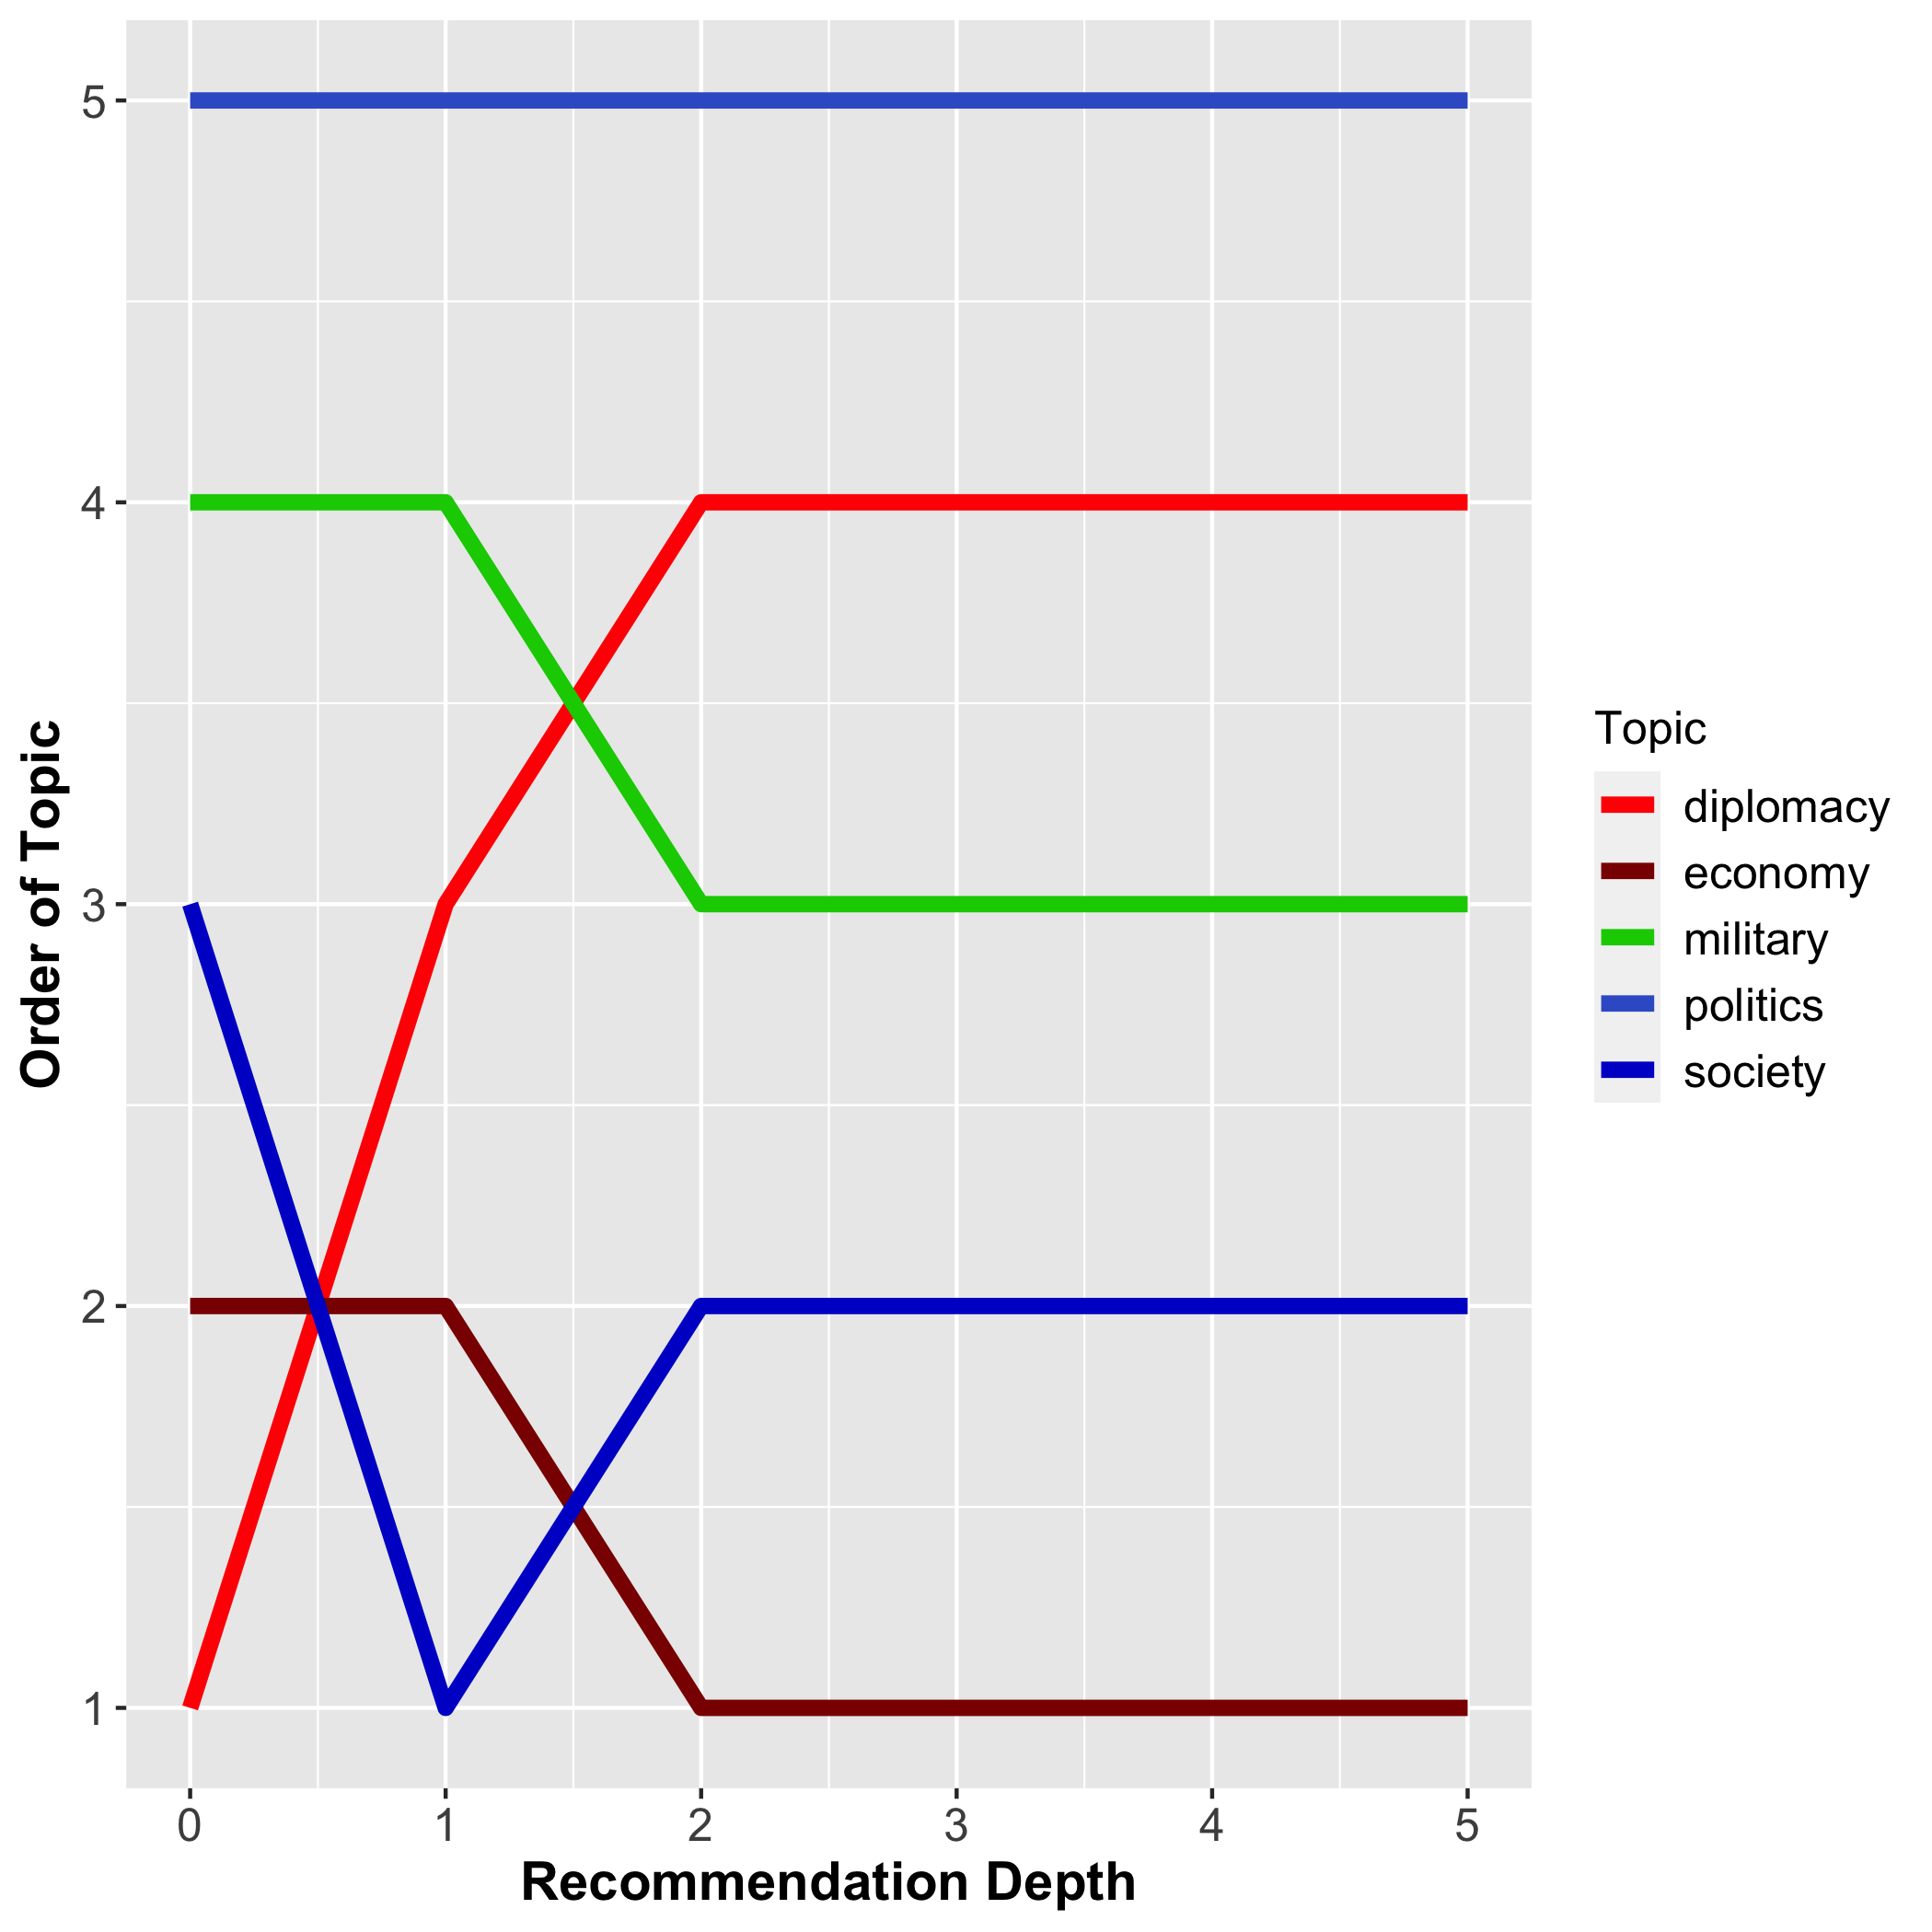 5
4
3
2
1
Order of Topic
0 1 2 3 4 5
Recommendation Depth
Topic
diplomacy
economy
military
politics
society